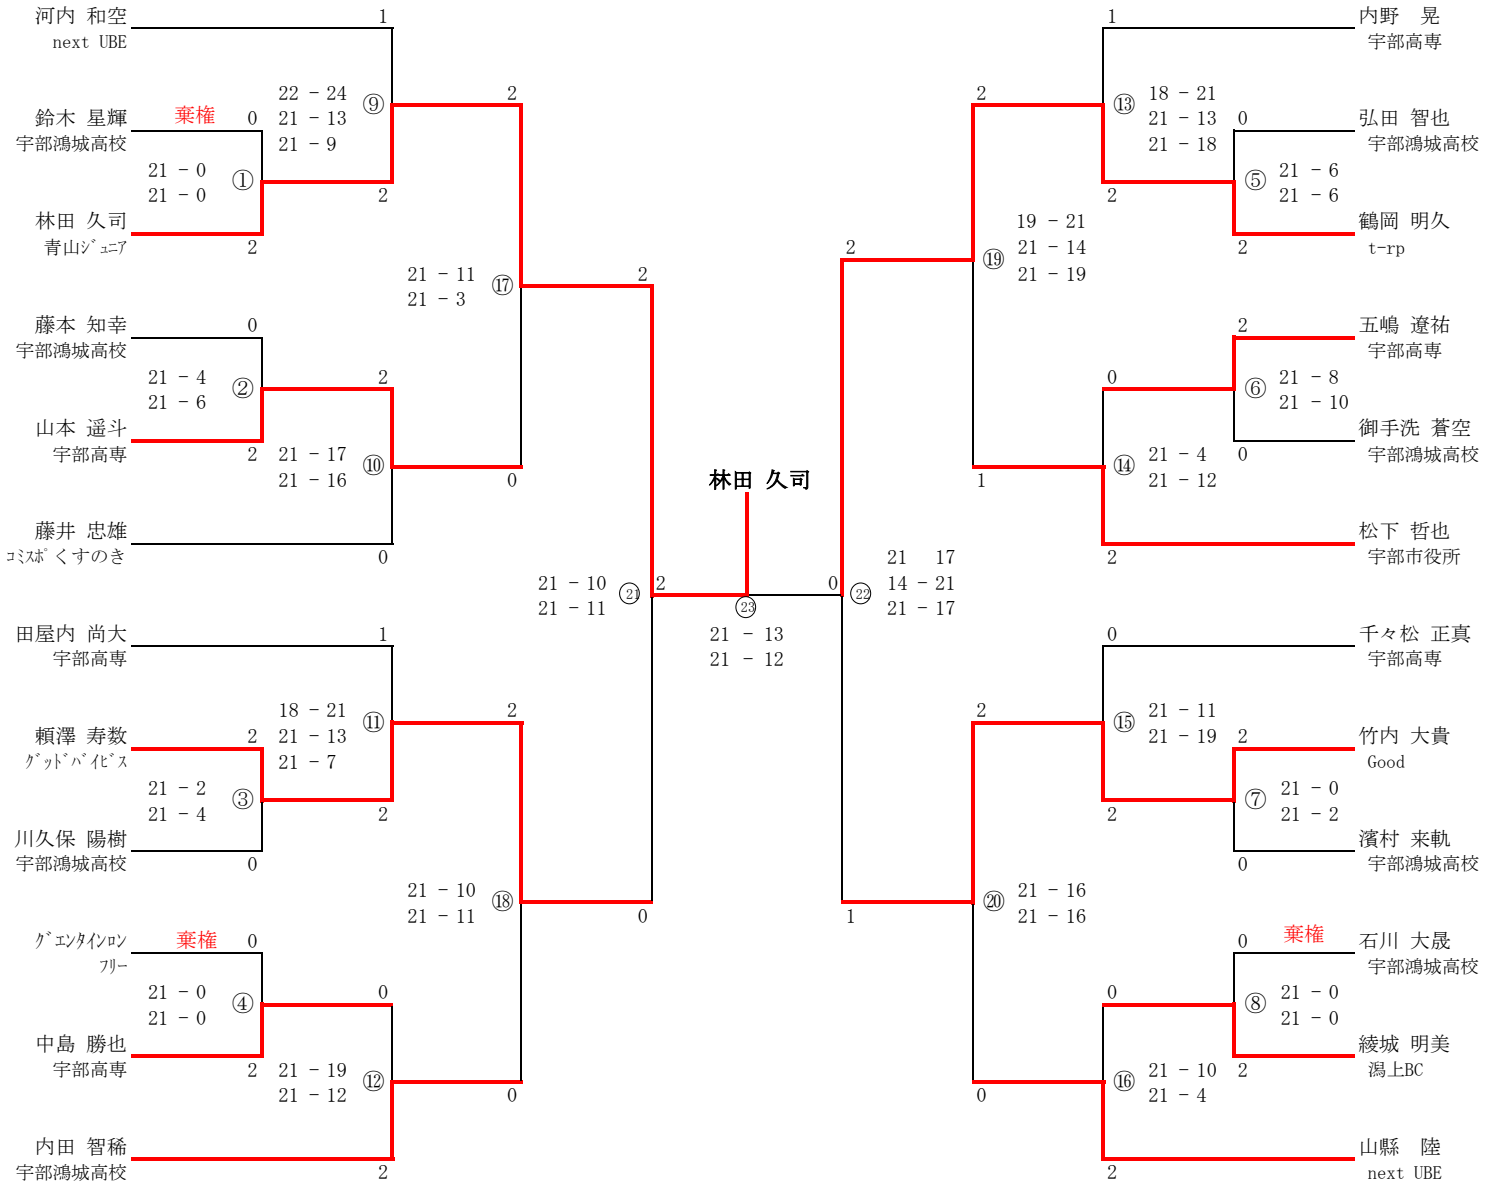 河内 和空
next UBE
1
鈴木 星輝
宇部鴻城高校
棄権
0
21 - 0
21 - 0
①
林田 久司
青山ｼﾞｭﾆｱ
2
22 - 24
21 - 13
21 - 9
⑨
2
2
藤本 知幸
宇部鴻城高校
0
21 - 4
21 - 6
②
山本 遥斗
宇部高専
2
2
21 - 17
21 - 16
⑩
藤井 忠雄
ｺﾐｽﾎﾟくすのき
0
21 - 11
21 - 3
⑰
0
2
田屋内 尚大
宇部高専
1
頼澤 寿数
ｸﾞｯﾄﾞﾊﾞｲﾋﾞｽ
2
21 - 2
21 - 4
③
川久保 陽樹
宇部鴻城高校
0
18 - 21
21 - 13
21 - 7
⑪
2
2
ｸﾞｴﾝﾀｲﾝﾛﾝ
ﾌﾘｰ
棄権
0
21 - 0
21 - 0
④
中島 勝也
宇部高専
2
0
21 - 19
21 - 12
⑫
内田 智稀
宇部鴻城高校
2
21 - 10
21 - 11
⑱
0
0
21 - 10
21 - 11
㉑
2
林田 久司
㉓
21 - 13
21 - 12
0
内野 晃
宇部高専
1
弘田 智也
宇部鴻城高校
0
⑤
21 - 6
21 - 6
鶴岡 明久
t-rp
2
⑬
18 - 21
21 - 13
21 - 18
2
2
五嶋 遼祐
宇部高専
2
⑥
21 - 8
21 - 10
御手洗 蒼空
宇部鴻城高校
0
0
⑭
21 - 4
21 - 12
松下 哲也
宇部市役所
2
⑲
19 - 21
21 - 14
21 - 19
1
2
㉒
21 17
14 - 21
21 - 17
千々松 正真
宇部高専
0
竹内 大貴
Good
2
⑦
21 - 0
21 - 2
濱村 来軌
宇部鴻城高校
0
⑮
21 - 11
21 - 19
2
2
石川 大晟
宇部鴻城高校
棄権
0
⑧
21 - 0
21 - 0
綾城 明美
潟上BC
2
0
⑯
21 - 10
21 - 4
山縣 陸
next UBE
2
⑳
21 - 16
21 - 16
0
1